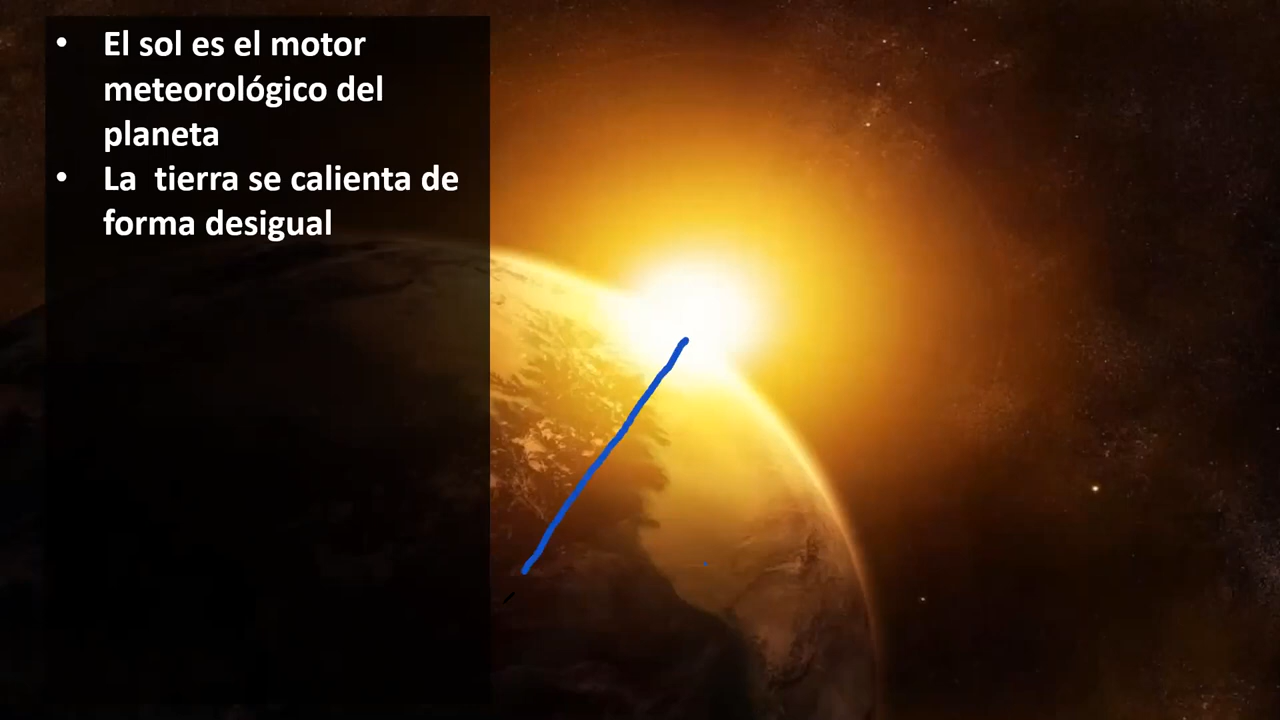 • El sol es el motor
meteorológico del
planeta
• La  tierra se calienta de
forma desigual